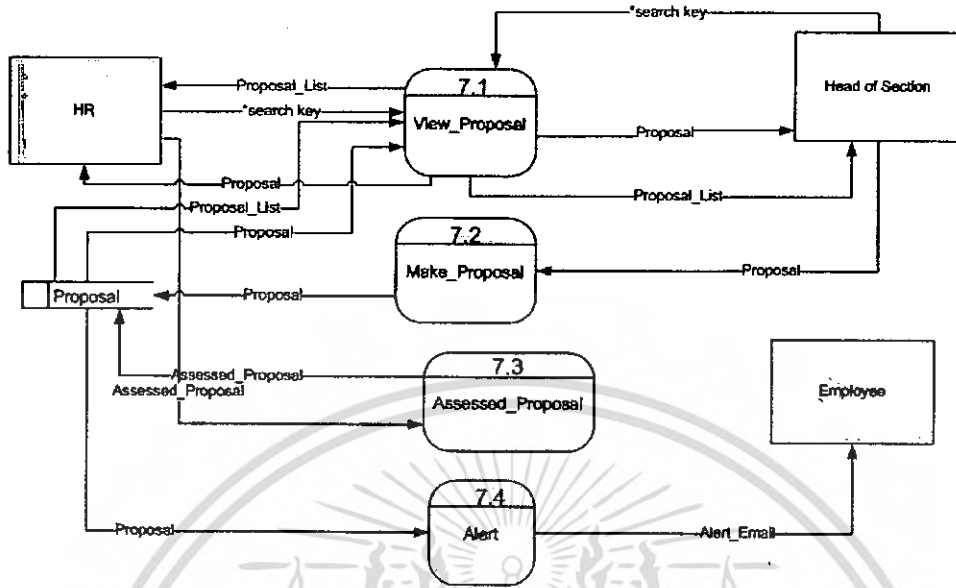 *search key
HR
Proposal_List
*search key
7.1
View_Proposal
Proposal
Head of Section
Proposal
Proposal_List
Proposal_List
Proposal
7.2
Make_Proposal
Proposal
Proposal
Proposal
Assessed_Proposal
Assessed_Proposal
7.3
Assessed_Proposal
Employee
7.4
Alert
Proposal
Alert_Email